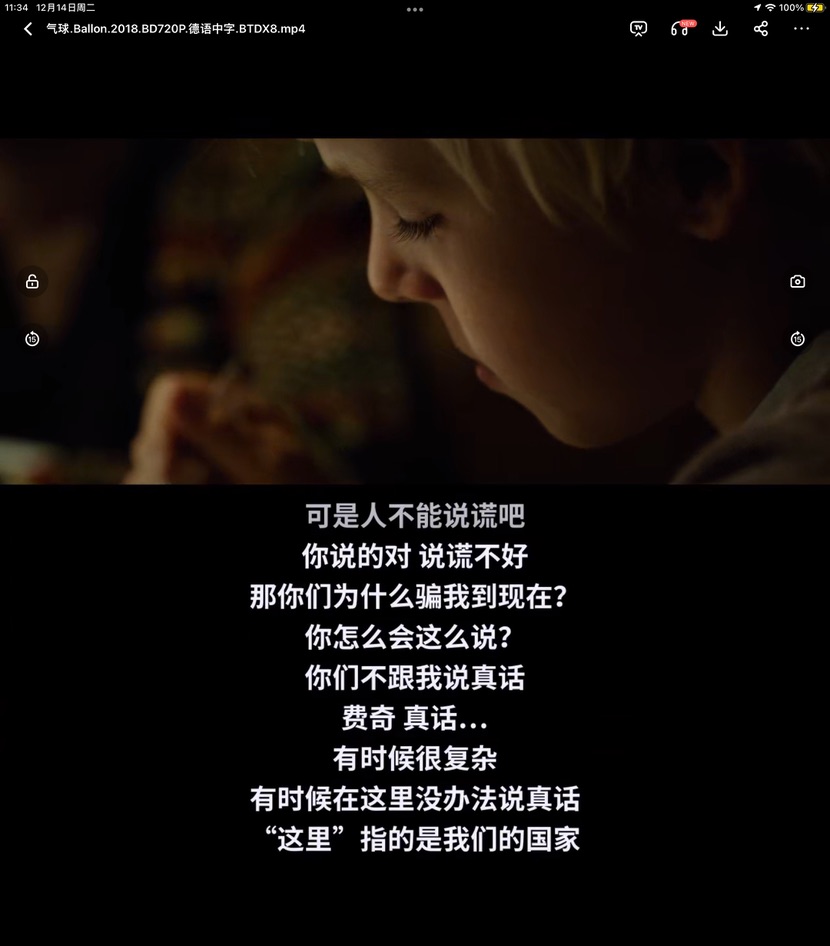 11:34 12月14日周二
100%
气球.Ballon.2018.BD720P.德语中字.BTDX8.mp4
TV
NEW
15
15
可是人不能说谎吧
你说的对 说谎不好
那你们为什么骗我到现在？
你怎么会这么说？
你们不跟我说真话
费奇 真话...
有时候很复杂
有时候在这里没办法说真话
“这里”指的是我们的国家